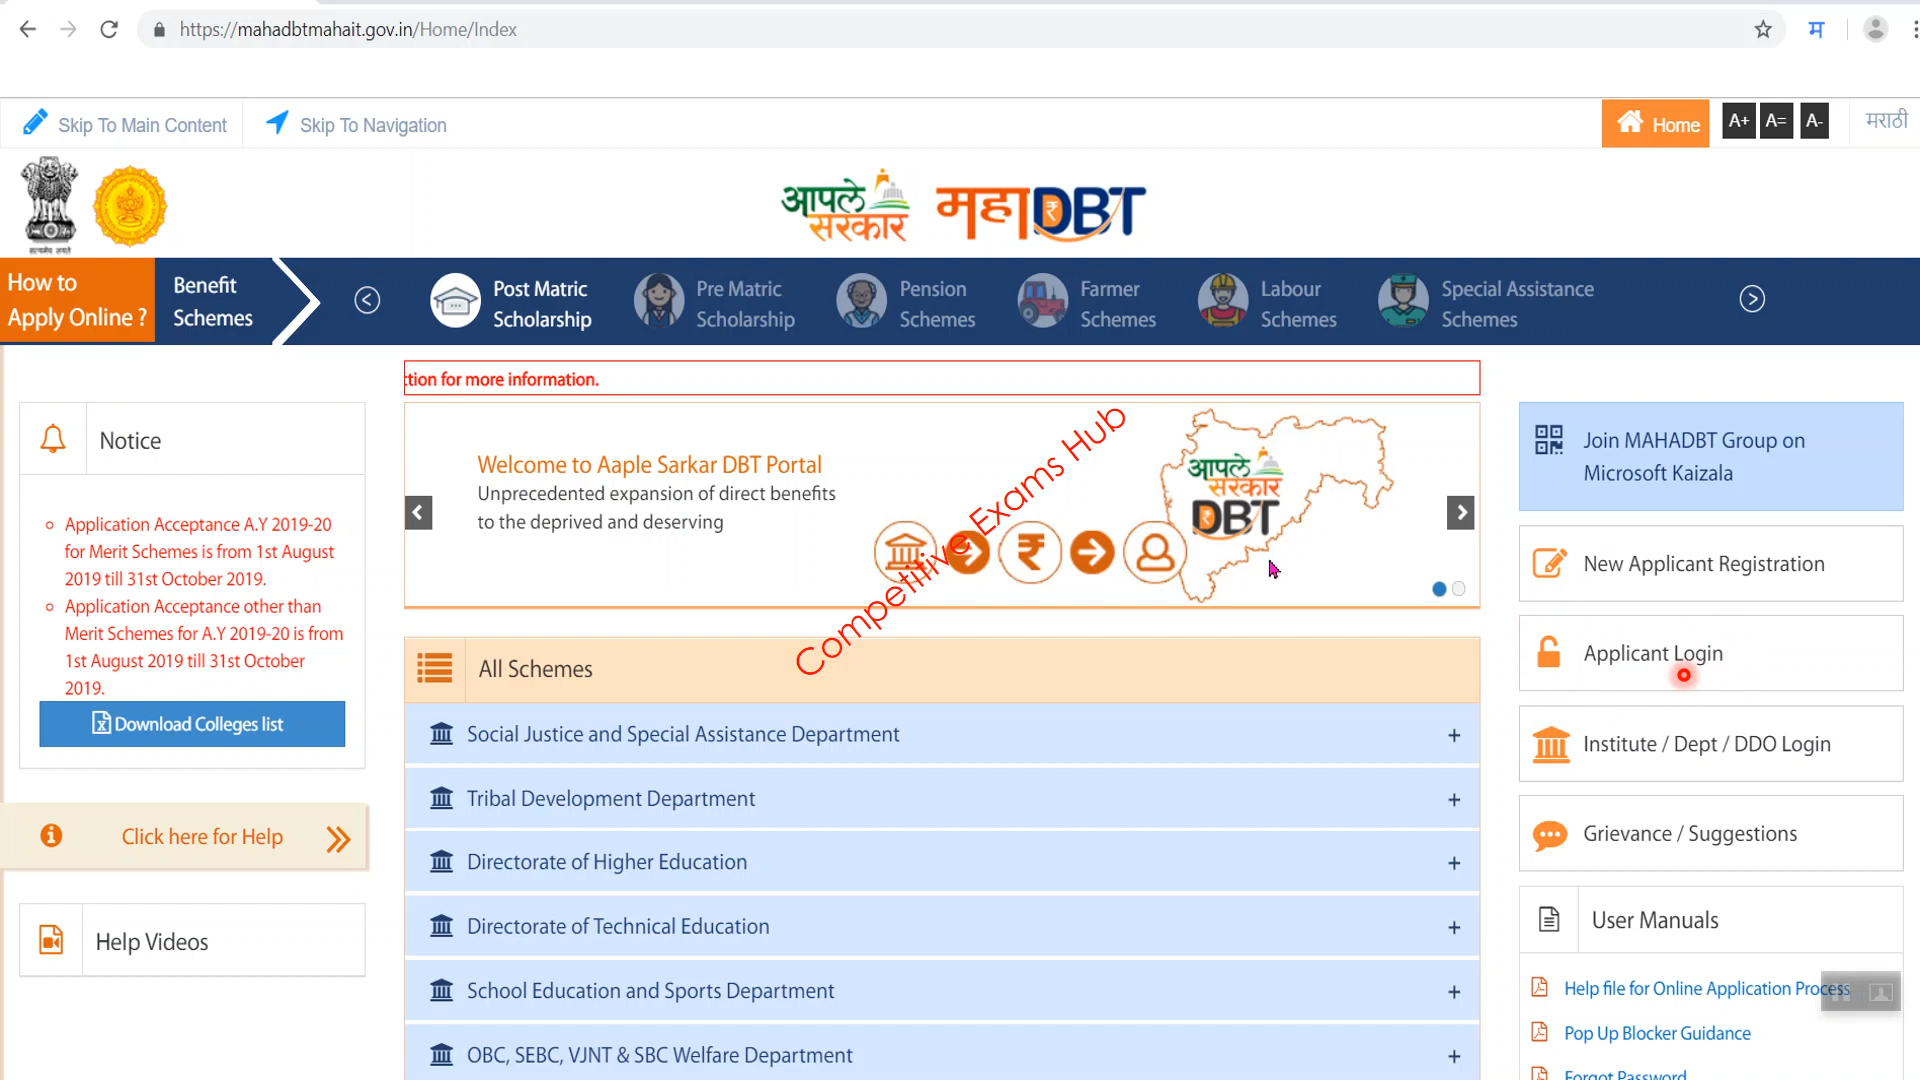 https://mahadbtmahait.gov.in/Home/Index
म
Skip To Main Content
Skip To Navigation
Home
A+
A=
A-
मराठी
सत्यमेव जयते
आपले
सरकार
महाDBT
How to
Apply Online ?
Benefit
Schemes
Post Matric
Scholarship
Pre Matric
Scholarship
Pension
Schemes
Farmer
Schemes
Labour
Schemes
Special Assistance
Schemes
ction for more information.
Notice
Application Acceptance A.Y 2019-20
for Merit Schemes is from 1st August
2019 till 31st October 2019.
Application Acceptance other than
Merit Schemes for A.Y 2019-20 is from
1st August 2019 till 31st October
2019.
Download Colleges list
Click here for Help
Help Videos
Welcome to Aaple Sarkar DBT Portal
Unprecedented expansion of direct benefits
to the deprived and deserving
आपले
सरकार
DBT
Competitive Exams Hub
All Schemes
Social Justice and Special Assistance Department
Tribal Development Department
Directorate of Higher Education
Directorate of Technical Education
School Education and Sports Department
OBC, SEBC, VJNT & SBC Welfare Department
Join MAHADBT Group on
Microsoft Kaizala
New Applicant Registration
Applicant Login
Institute / Dept / DDO Login
Grievance / Suggestions
User Manuals
Help file for Online Application Process
Pop Up Blocker Guidance
Forgot Password